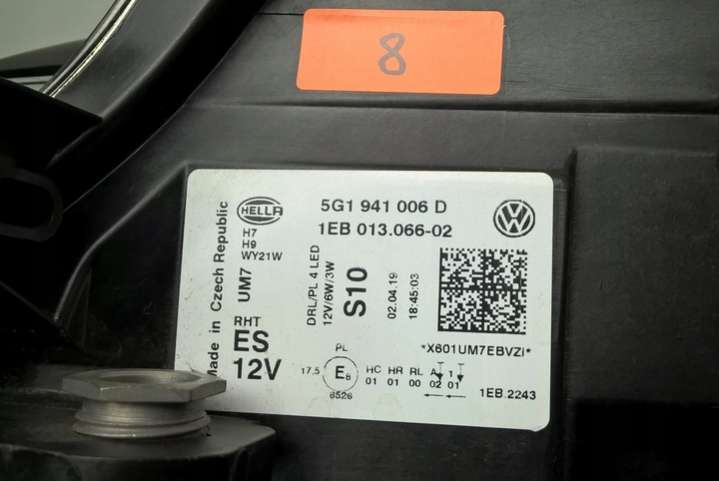 8
HELLA
5G1 941 006 D
1EB 013.066-02
H7
H9
WY21W
Made in Czech Republic
UM7
DRL/PL 4 LED
12V/6W/3W
S10
02.04.19
18:45:03
*X601UM7EBVZI*
RHT
ES
12V
PL
17.5 E8 HC HR RL A 1
01 01 00 02 01
6526
1EB.2243